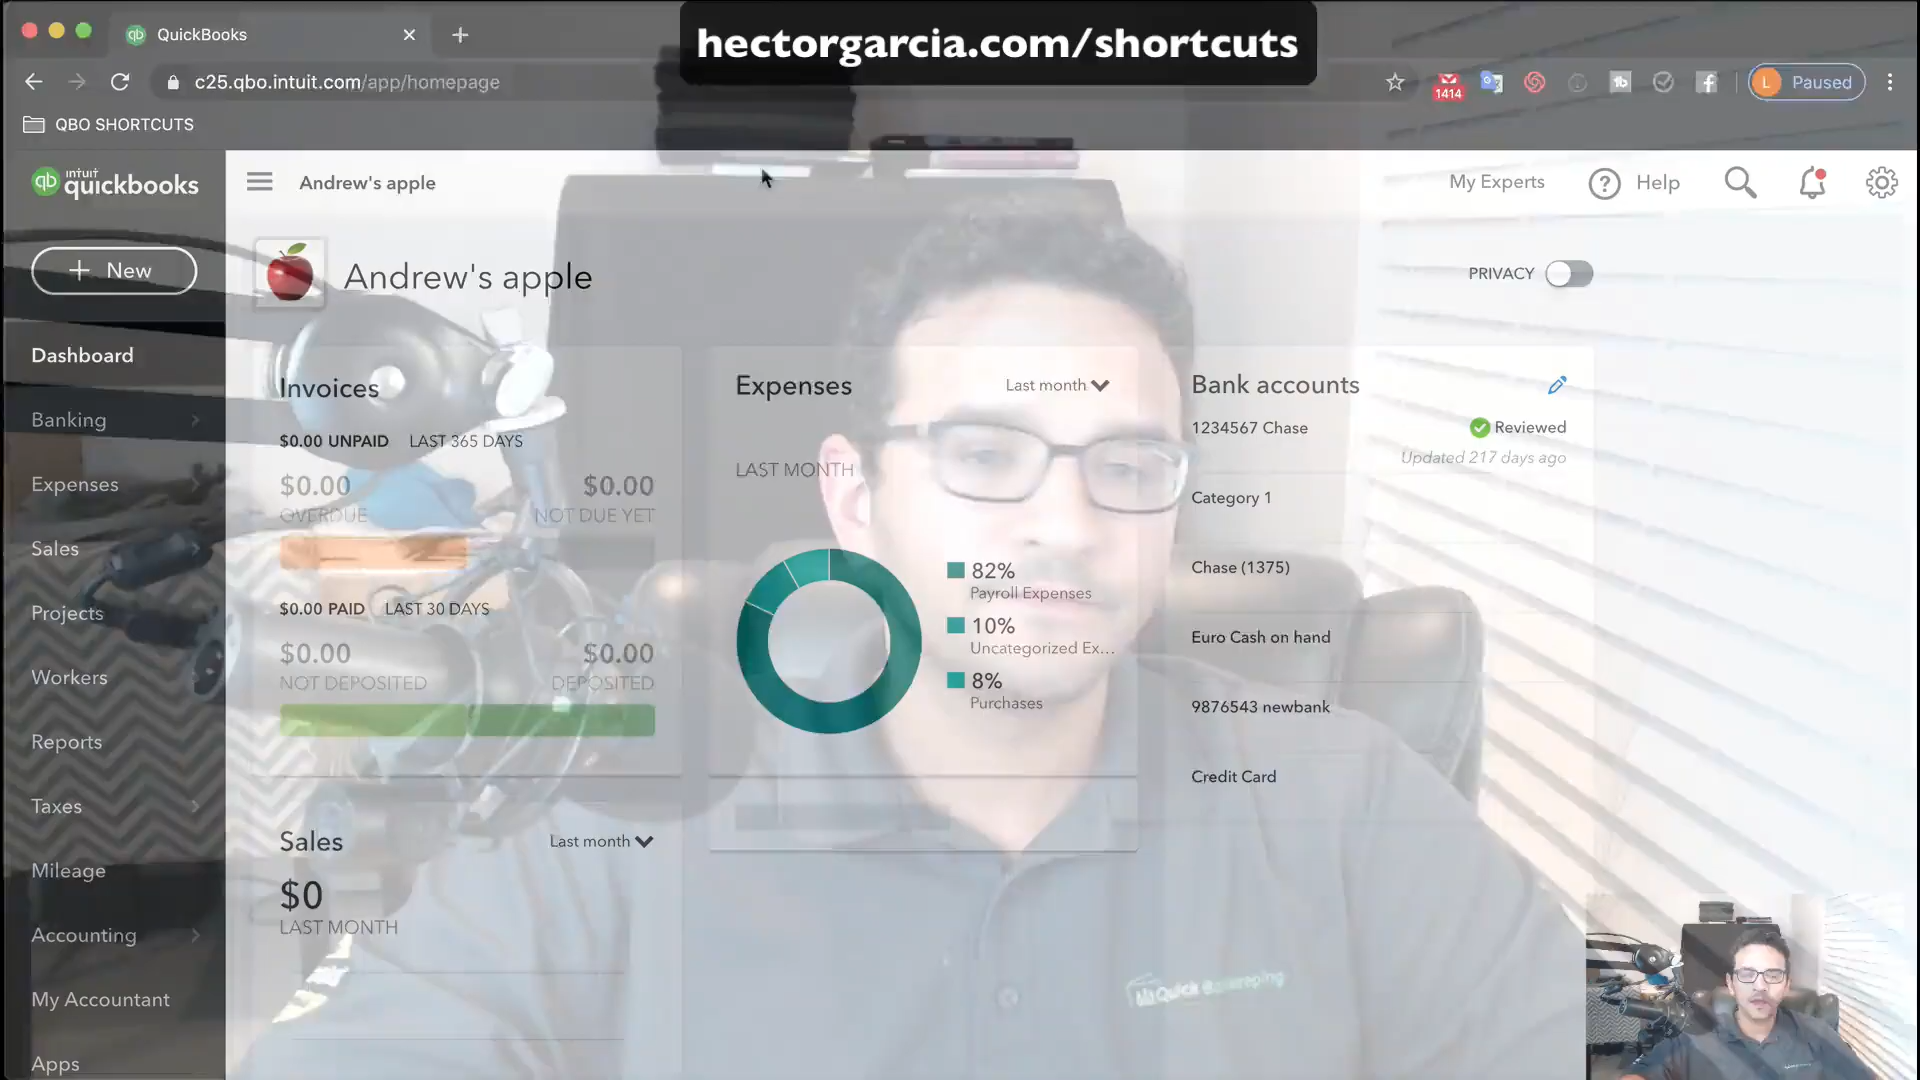 hectorgarcia.com/shortcuts
QuickBooks
c25.qbo.intuit.com/app/homepage
1414
L Paused
QBO SHORTCUTS
intuit
qb quickbooks
Andrew's apple
My Experts
? Help
+ New
Andrew's apple
PRIVACY
Dashboard
Banking
Expenses
Sales
Projects
Workers
Reports
Taxes
Mileage
Accounting
My Accountant
Apps
Invoices
$0.00 UNPAID LAST 365 DAYS
$0.00 $0.00
OVERDUE NOT DUE YET
$0.00 PAID LAST 30 DAYS
$0.00 $0.00
NOT DEPOSITED DEPOSITED
Expenses Last month
LAST MONTH
82%
Payroll Expenses
10%
Uncategorized Ex...
8%
Purchases
Bank accounts
1234567 Chase Reviewed
Updated 217 days ago
Category 1
Chase (1375)
Euro Cash on hand
9876543 newbank
Credit Card
Sales Last month
$0
LAST MONTH